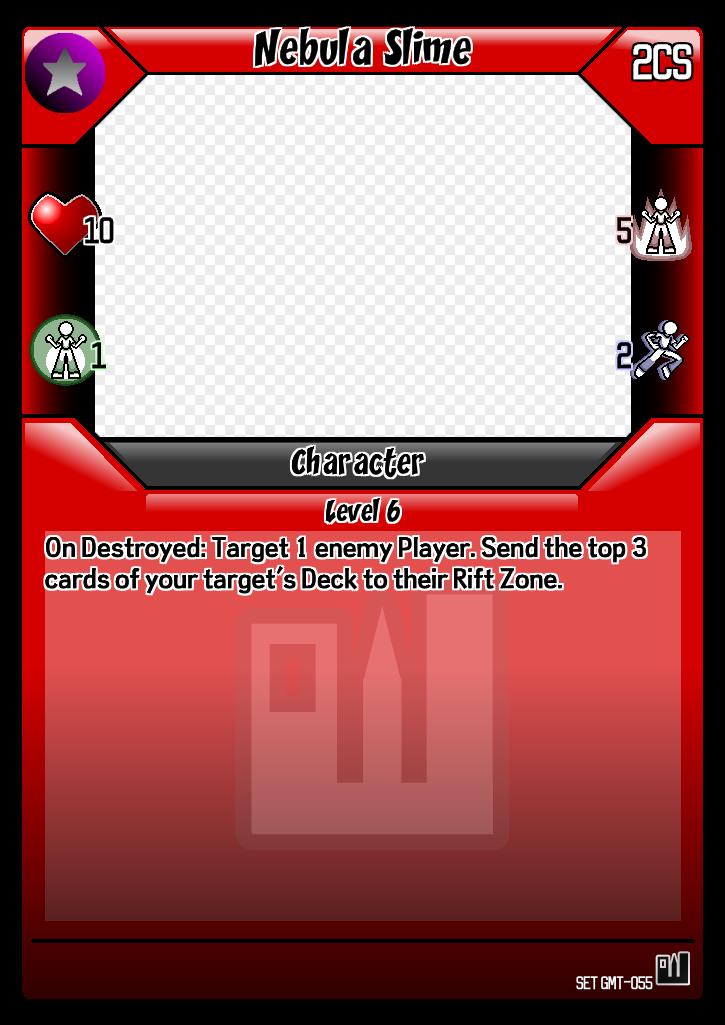 Nebula Slime
2CS
10
5
1
2
Character
Level 6
On Destroyed: Target 1 enemy Player. Send the top 3
cards of your target's Deck to their Rift Zone.
SET GMT-055